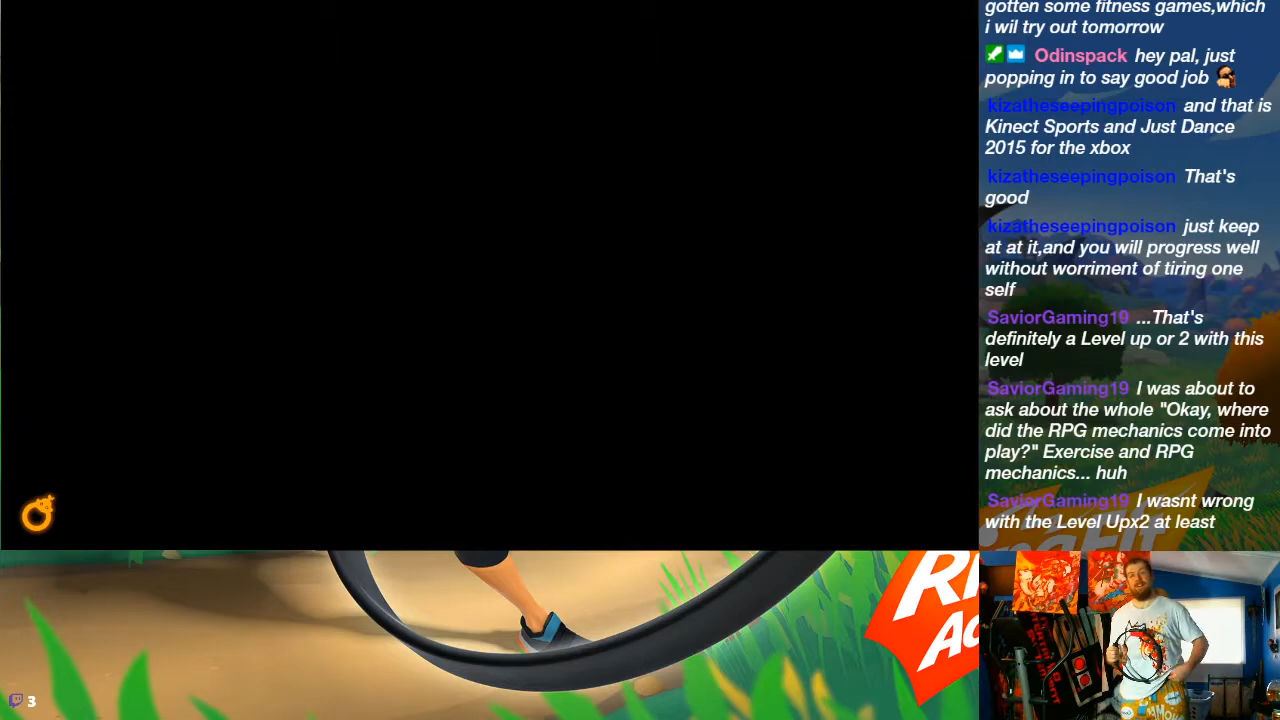 gotten some fitness games,which
i wil try out tomorrow
Odinspack hey pal, just
popping in to say good job
kizatheseepingpoison and that is
Kinect Sports and Just Dance
2015 for the xbox
kizatheseepingpoison That's
good
kizatheseepingpoison just keep
at at it,and you will progress well
without worriment of tiring one
self
SaviorGaming19 ...That's
definitely a Level up or 2 with this
level
SaviorGaming19 I was about to
ask about the whole "Okay, where
did the RPG mechanics come into
play?" Exercise and RPG
mechanics... huh
SaviorGaming19 I wasnt wrong
with the Level Upx2 at least
3